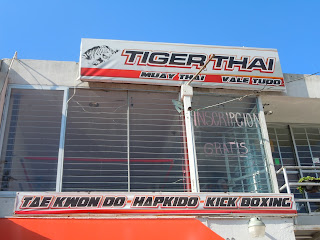 TIGER THAI
MUAY THAI VALE TUDO
INSCRIPCION
GRATIS
TAE KWON DO - HAPKIDO - KICK BOXING